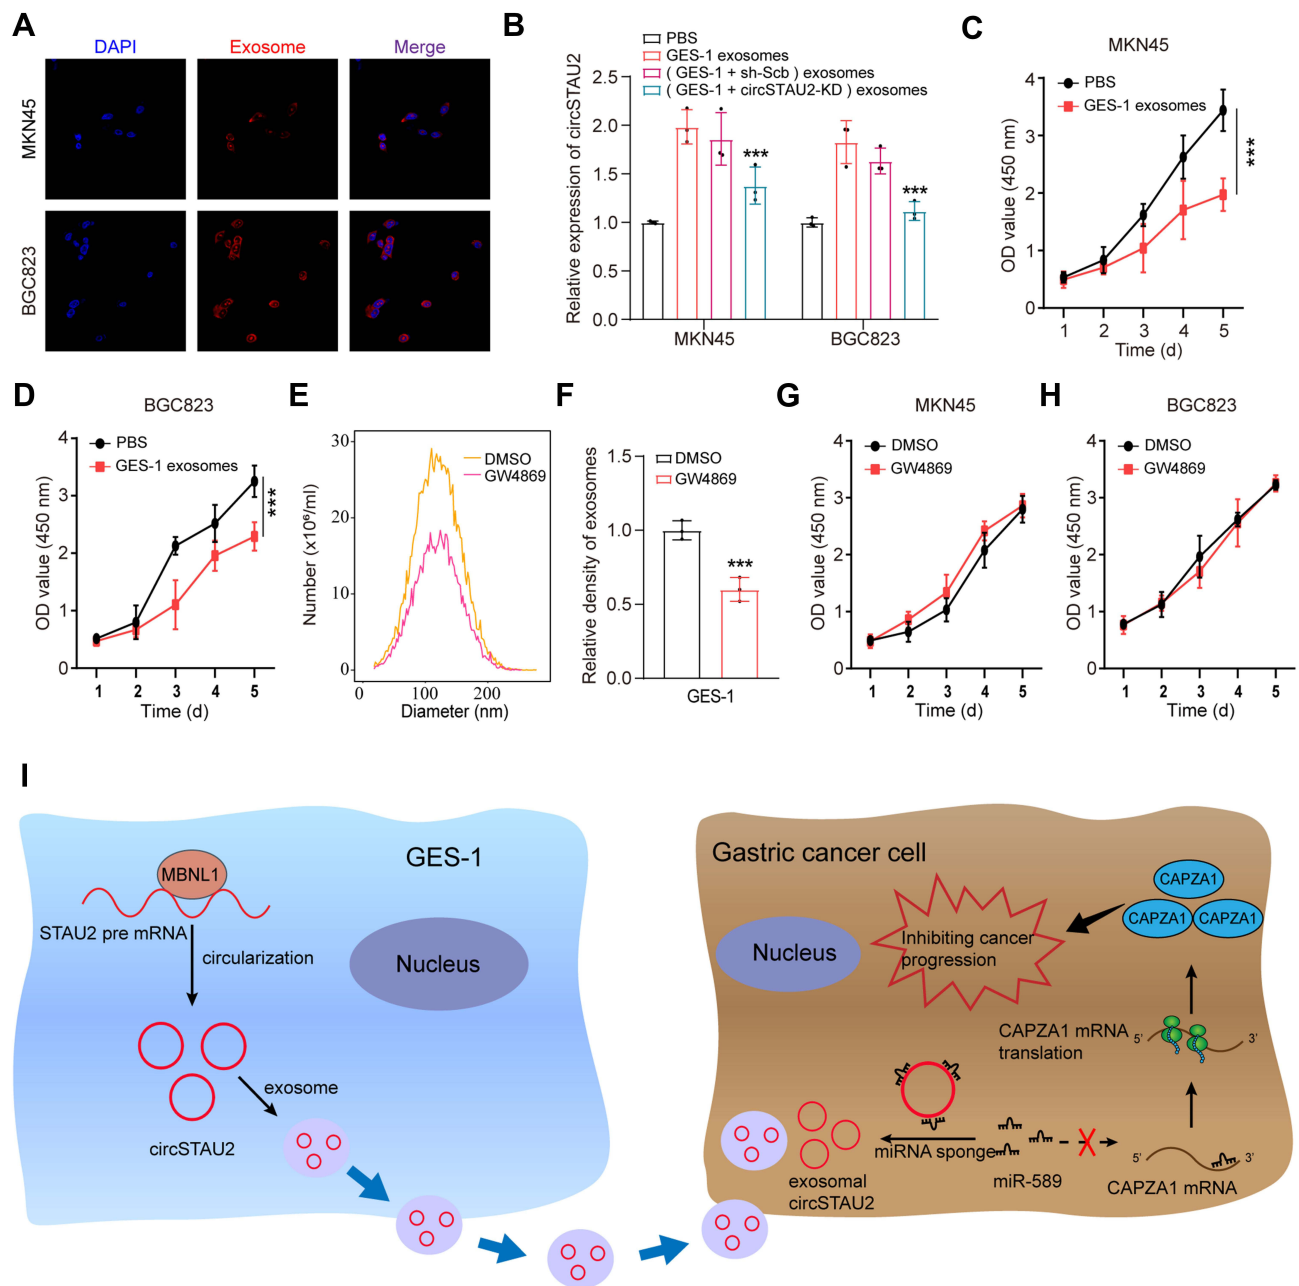 A
DAPI
Exosome
Merge
MKN45
BGC823
B
PBS
GES-1 exosomes
( GES-1 + sh-Scb ) exosomes
( GES-1 + circSTAU2-KD ) exosomes
Relative expression of circSTAU2
2.5
2.0
1.5
1.0
0.5
0.0
***
***
MKN45
BGC823
C
MKN45
PBS
GES-1 exosomes
OD value (450 nm)
4
3
2
1
0
***
1 2 3 4 5
Time (d)
D
BGC823
PBS
GES-1 exosomes
OD value (450 nm)
4
3
2
1
0
***
1 2 3 4 5
Time (d)
E
DMSO
GW4869
Number (x10⁶/ml)
30
20
10
0
0 100 200
Diameter (nm)
F
DMSO
GW4869
Relative density of exosomes
1.5
1.0
0.5
0.0
***
GES-1
G
MKN45
DMSO
GW4869
OD value (450 nm)
4
3
2
1
0
1 2 3 4 5
Time (d)
H
BGC823
DMSO
GW4869
OD value (450 nm)
4
3
2
1
0
1 2 3 4 5
Time (d)
I
GES-1
MBNL1
STAU2 pre mRNA
circularization
Nucleus
exosome
circSTAU2
Gastric cancer cell
CAPZA1
CAPZA1 CAPZA1
Nucleus
Inhibiting cancer
progression
CAPZA1 mRNA
translation
5' 3'
miRNA sponge
exosomal
circSTAU2
miR-589
5' 3'
CAPZA1 mRNA